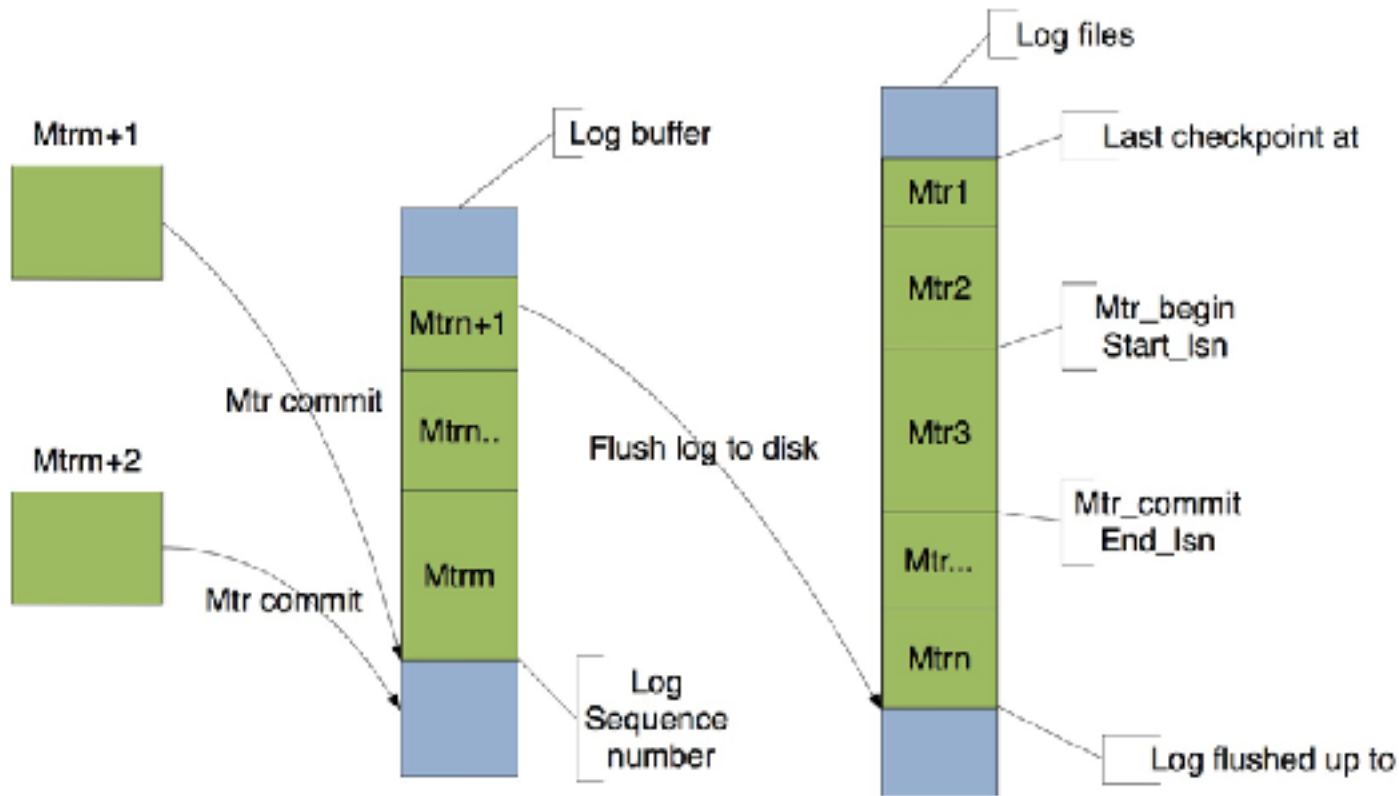 Log files
Mtrm+1
Log buffer
Last checkpoint at
Mtr1
Mtr2
Mtrn+1
Mtr_begin
Start_lsn
Mtr commit
Mtrn..
Flush log to disk
Mtr3
Mtrm+2
Mtr_commit
End_lsn
Mtrm
Mtr...
Mtr commit
Mtrn
Log
Sequence
number
Log flushed up to